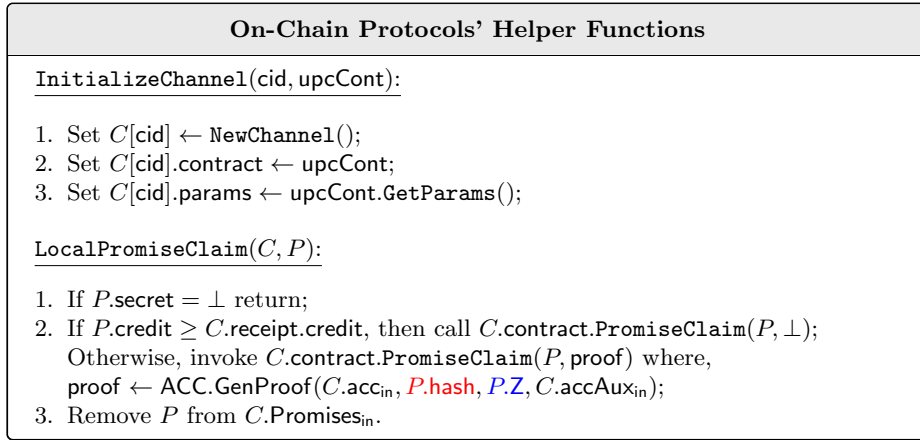 On-Chain Protocols' Helper Functions
InitializeChannel(cid, upcCont):
1. Set C[cid] ← NewChannel();
2. Set C[cid].contract ← upcCont;
3. Set C[cid].params ← upcCont.GetParams();
LocalPromiseClaim(C, P):
1. If P.secret = ⊥ return;
2. If P.credit ≥ C.receipt.credit, then call C.contract.PromiseClaim(P, ⊥);
Otherwise, invoke C.contract.PromiseClaim(P, proof) where,
proof ← ACC.GenProof(C.acc_in, P.hash, P.Z, C.accAux_in);
3. Remove P from C.Promises_in.